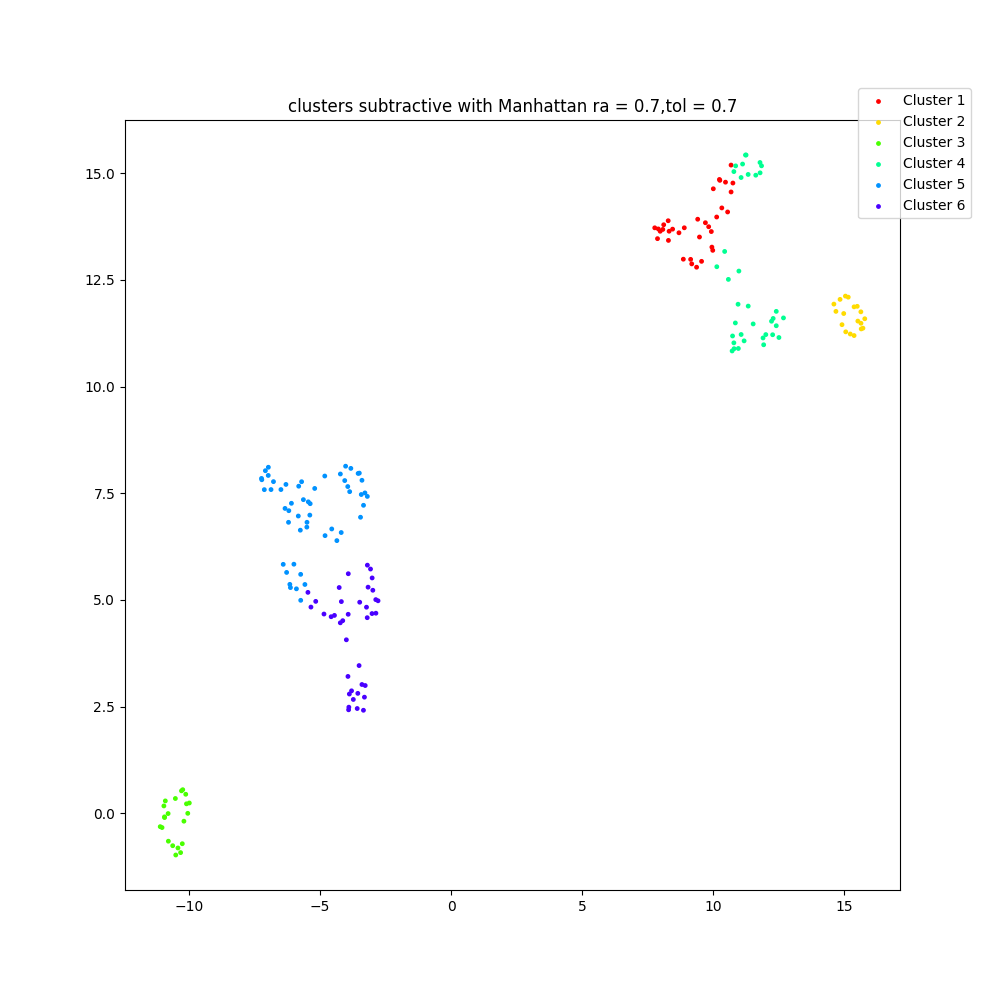 clusters subtractive with Manhattan ra = 0.7,tol = 0.7
Cluster 1
Cluster 2
Cluster 3
Cluster 4
Cluster 5
Cluster 6
15.0
12.5
10.0
7.5
5.0
2.5
0.0
−10 −5 0 5 10 15